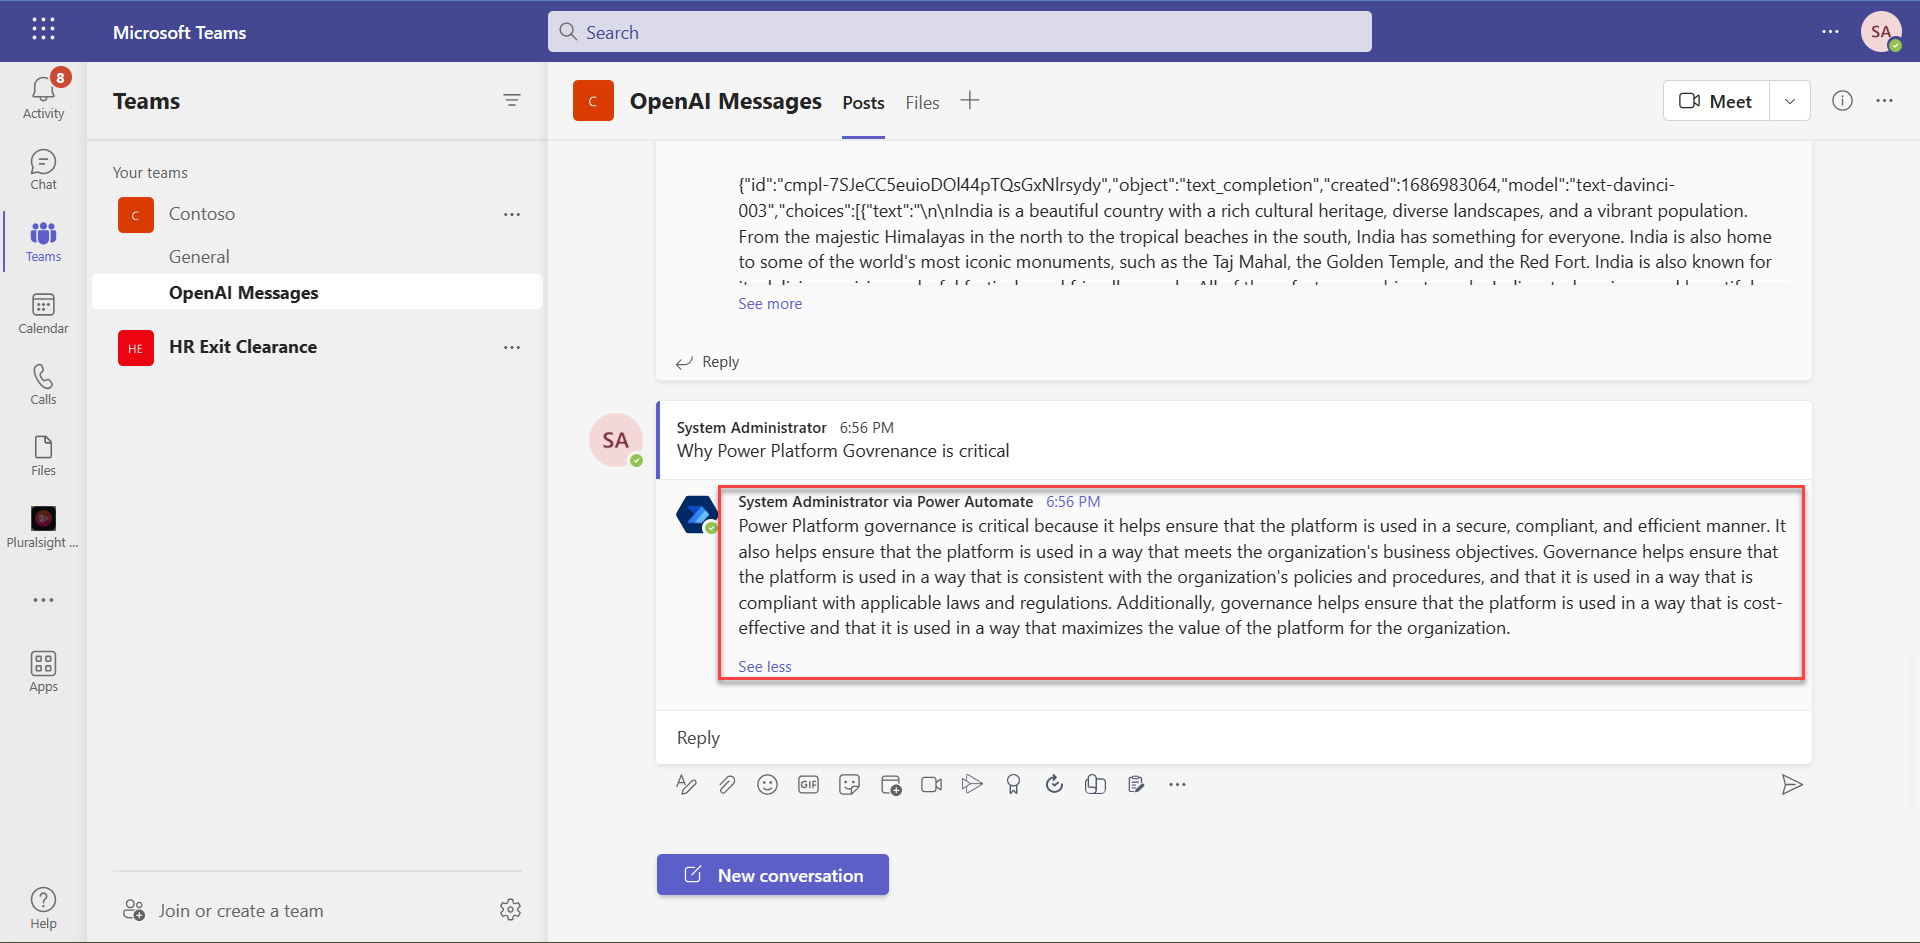 Microsoft Teams
Search
SA
8
Activity
Chat
Teams
Calendar
Calls
Files
Pluralsight ...
Apps
Help
Teams
Your teams
C
Contoso
General
OpenAI Messages
HE
HR Exit Clearance
Join or create a team
C
OpenAI Messages
Posts
Files
Meet
{"id":"cmpl-7SJeCC5euioDOl44pTQsGxNlrsydy","object":"text_completion","created":1686983064,"model":"text-davinci-
003","choices":[{"text":"\n\nIndia is a beautiful country with a rich cultural heritage, diverse landscapes, and a vibrant population.
From the majestic Himalayas in the north to the tropical beaches in the south, India has something for everyone. India is also home
to some of the world's most iconic monuments, such as the Taj Mahal, the Golden Temple, and the Red Fort. India is also known for
See more
Reply
SA
System Administrator 6:56 PM
Why Power Platform Govrenance is critical
System Administrator via Power Automate 6:56 PM
Power Platform governance is critical because it helps ensure that the platform is used in a secure, compliant, and efficient manner. It
also helps ensure that the platform is used in a way that meets the organization's business objectives. Governance helps ensure that
the platform is used in a way that is consistent with the organization's policies and procedures, and that it is used in a way that is
compliant with applicable laws and regulations. Additionally, governance helps ensure that the platform is used in a way that is cost-
effective and that it is used in a way that maximizes the value of the platform for the organization.
See less
Reply
GIF
New conversation